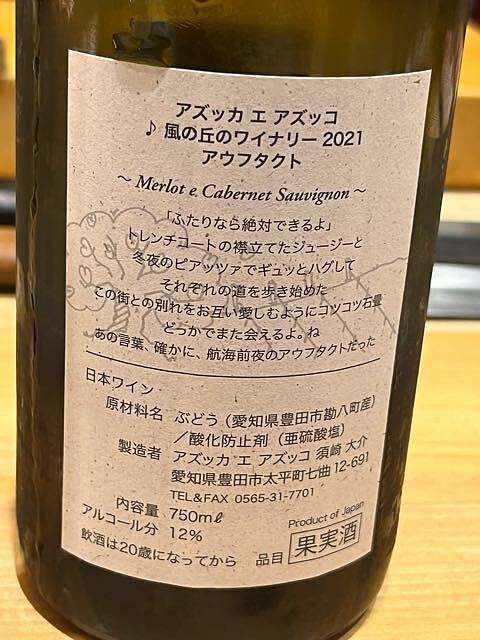 アズッカ エ アズッコ
♪ 風の丘のワイナリー 2021
アウフタクト
～ Merlot e Cabernet Sauvignon ～
「ふたりなら絶対できるよ」
トレンチコートの襟立てたジュージーと
冬夜のピアッツァでギュッとハグして
それぞれの道を歩き始めた
この街との別れをお互い愛しむようにコツコツ石畳
どうかでまた会えるよ。ね
あの言葉、確かに、航海前夜のアウフタクトだった
日本ワイン
原材料名 ぶどう（愛知県豊田市勘八町産）
／酸化防止剤（亜硫酸塩）
製造者 アズッカ エ アズッコ 須崎 大介
愛知県豊田市太平町七曲12-691
TEL&FAX 0565-31-7701
内容量 750mℓ
アルコール分 12%
Product of Japan
飲酒は20歳になってから 品目 果実酒